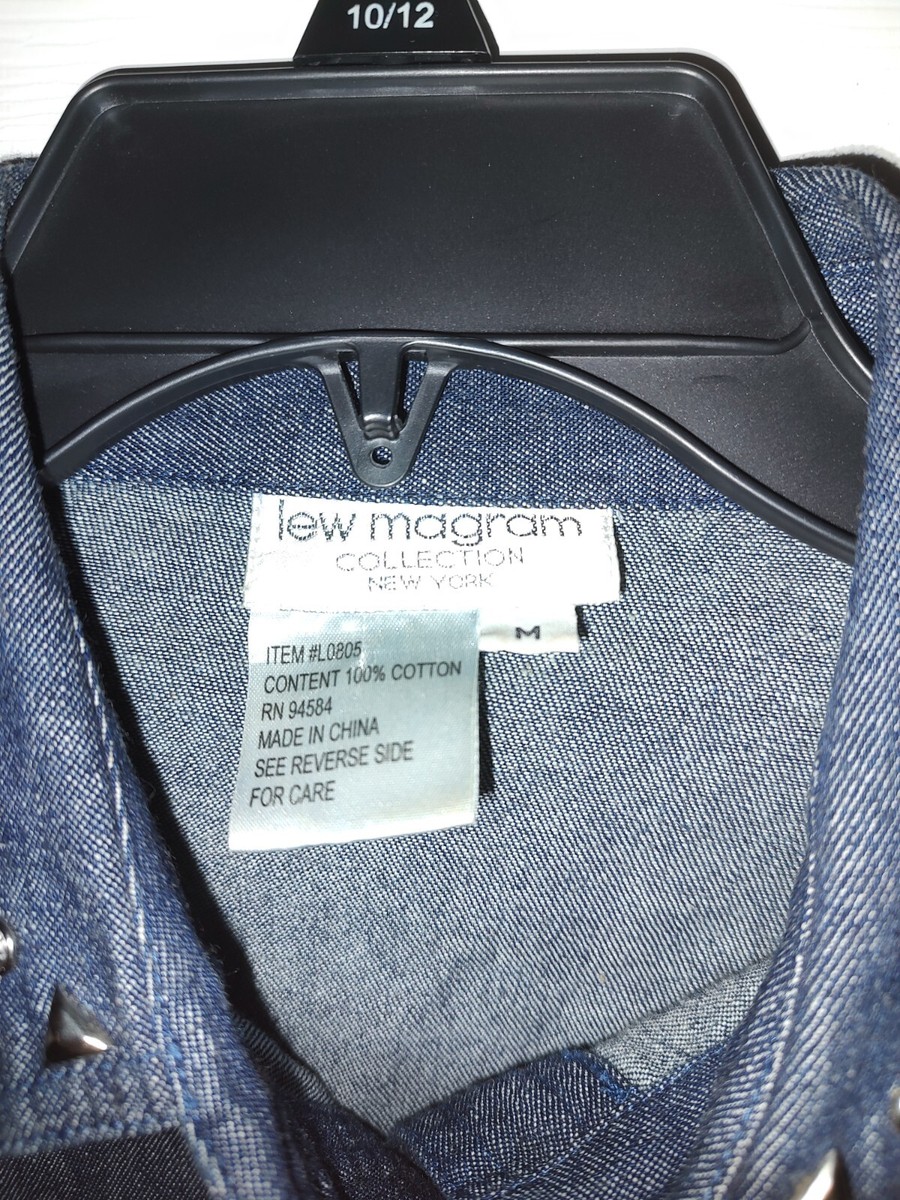 10/12
lew magram
COLLECTION
NEW YORK
M
ITEM #L0805
CONTENT 100% COTTON
RN 94584
MADE IN CHINA
SEE REVERSE SIDE
FOR CARE